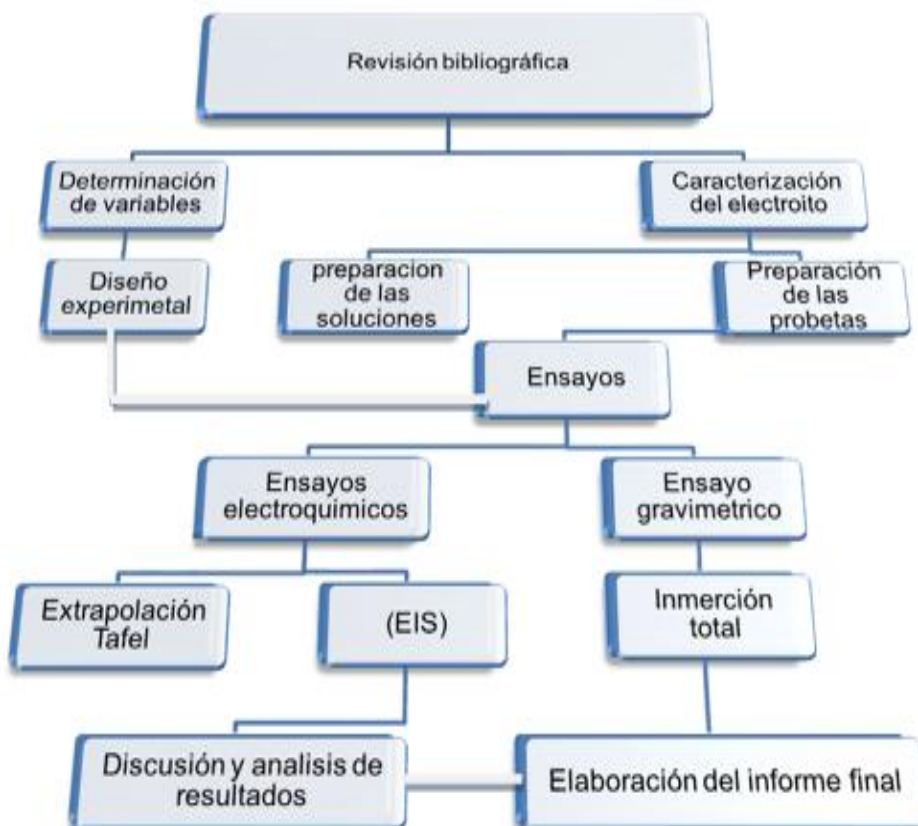 Revisión bibliográfica
Determinación
de variables
Caracterización
del electroito
Diseño
experimetal
preparacion
de las
soluciones
Preparación
de las
probetas
Ensayos
Ensayos
electroquímicos
Ensayo
gravimetrico
Extrapolación
Tafel
(EIS)
Inmerción
total
Discusión y analisis de
resultados
Elaboración del informe final